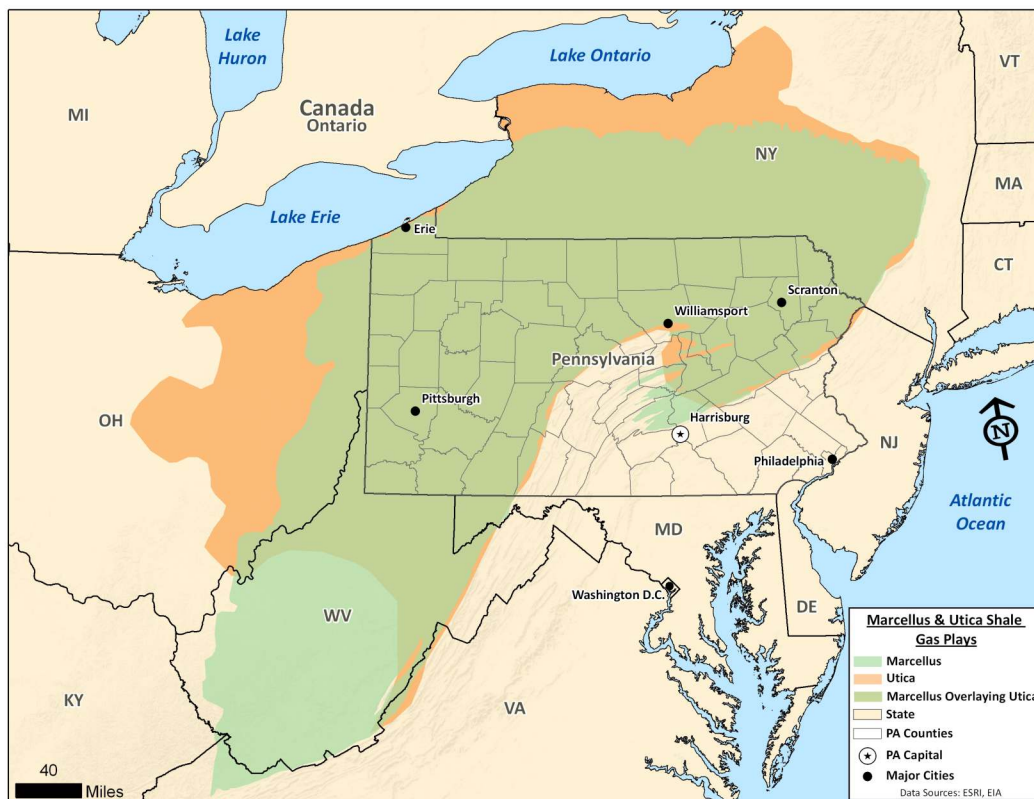 Lake
Huron
Lake Ontario
VT
MI
Canada
Ontario
NY
MA
Lake Erie
Erie
CT
Scranton
Williamsport
Pennsylvania
Pittsburgh
Harrisburg
OH
NJ
N
Philadelphia
Atlantic
Ocean
MD
Washington D.C.
DE
WV
KY
VA
Marcellus & Utica Shale
Gas Plays
Marcellus
Utica
Marcellus Overlaying Utica
State
PA Counties
PA Capital
Major Cities
Data Sources: ESRI, EIA
40
Miles